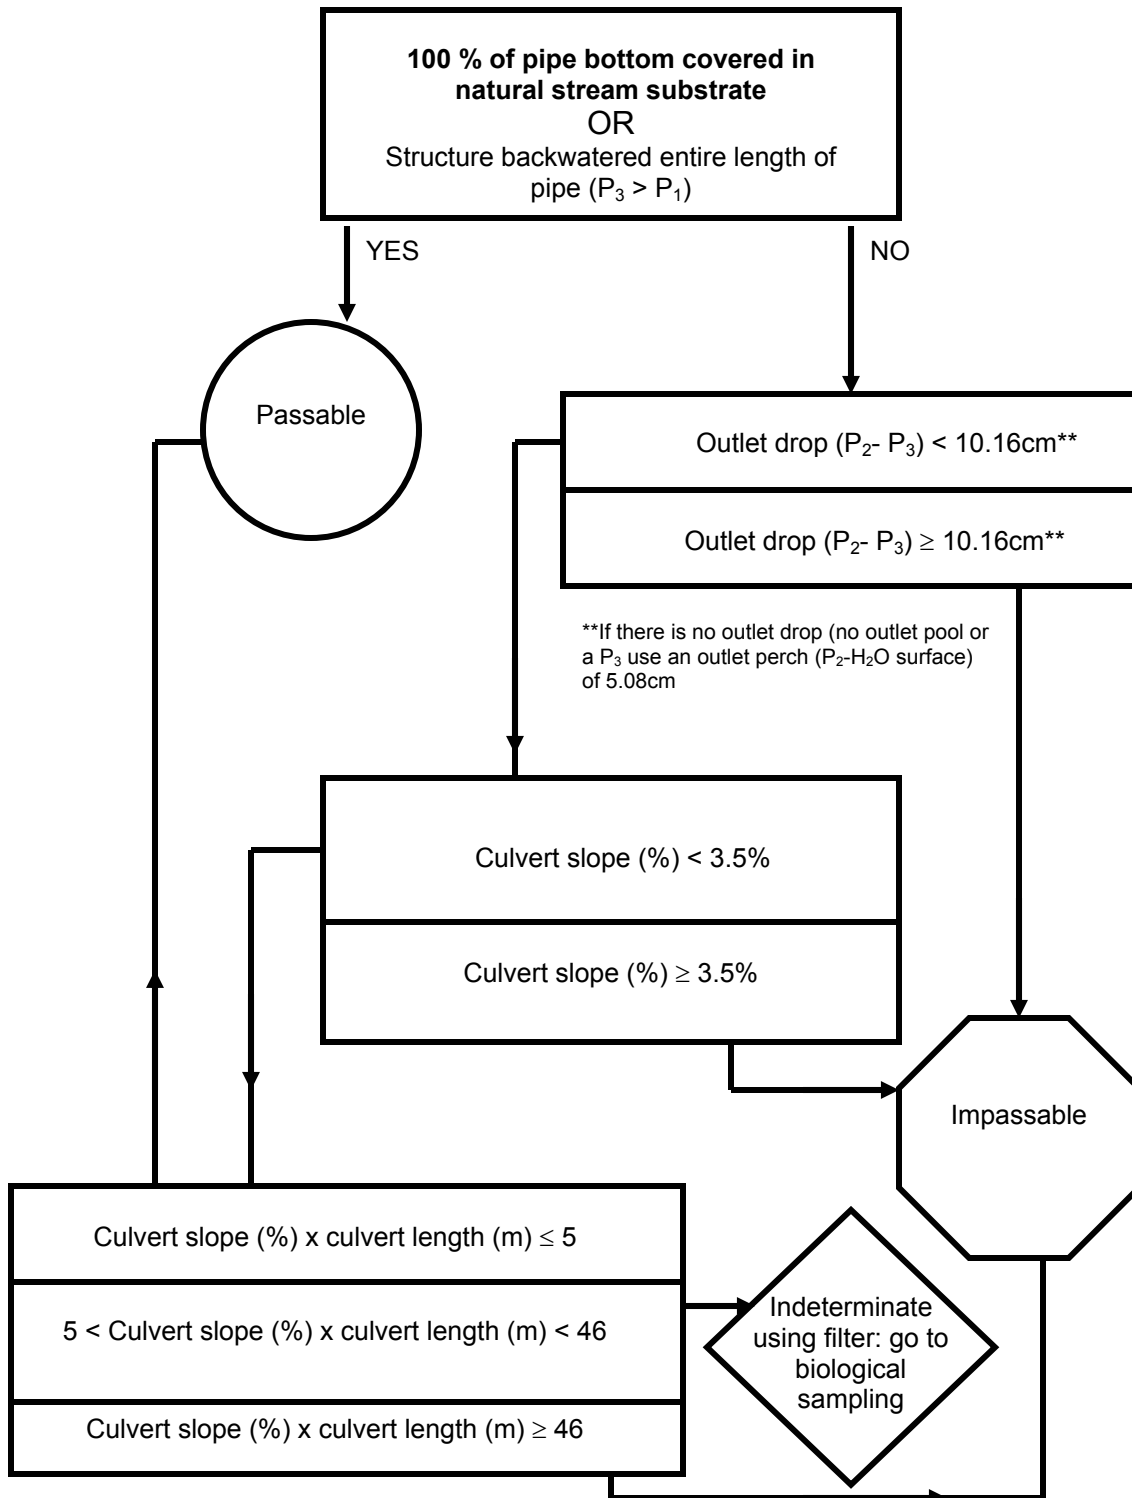 100 % of pipe bottom covered in
natural stream substrate
OR
Structure backwatered entire length of
pipe (P₃ > P₁)
YES
NO
Passable
Outlet drop (P₂- P₃) < 10.16cm**
Outlet drop (P₂- P₃) ≥ 10.16cm**
**If there is no outlet drop (no outlet pool or
a P₃ use an outlet perch (P₂-H₂O surface)
of 5.08cm
Culvert slope (%) < 3.5%
Culvert slope (%) ≥ 3.5%
Impassable
Culvert slope (%) x culvert length (m) ≤ 5
5 < Culvert slope (%) x culvert length (m) < 46
Culvert slope (%) x culvert length (m) ≥ 46
Indeterminate
using filter: go to
biological
sampling